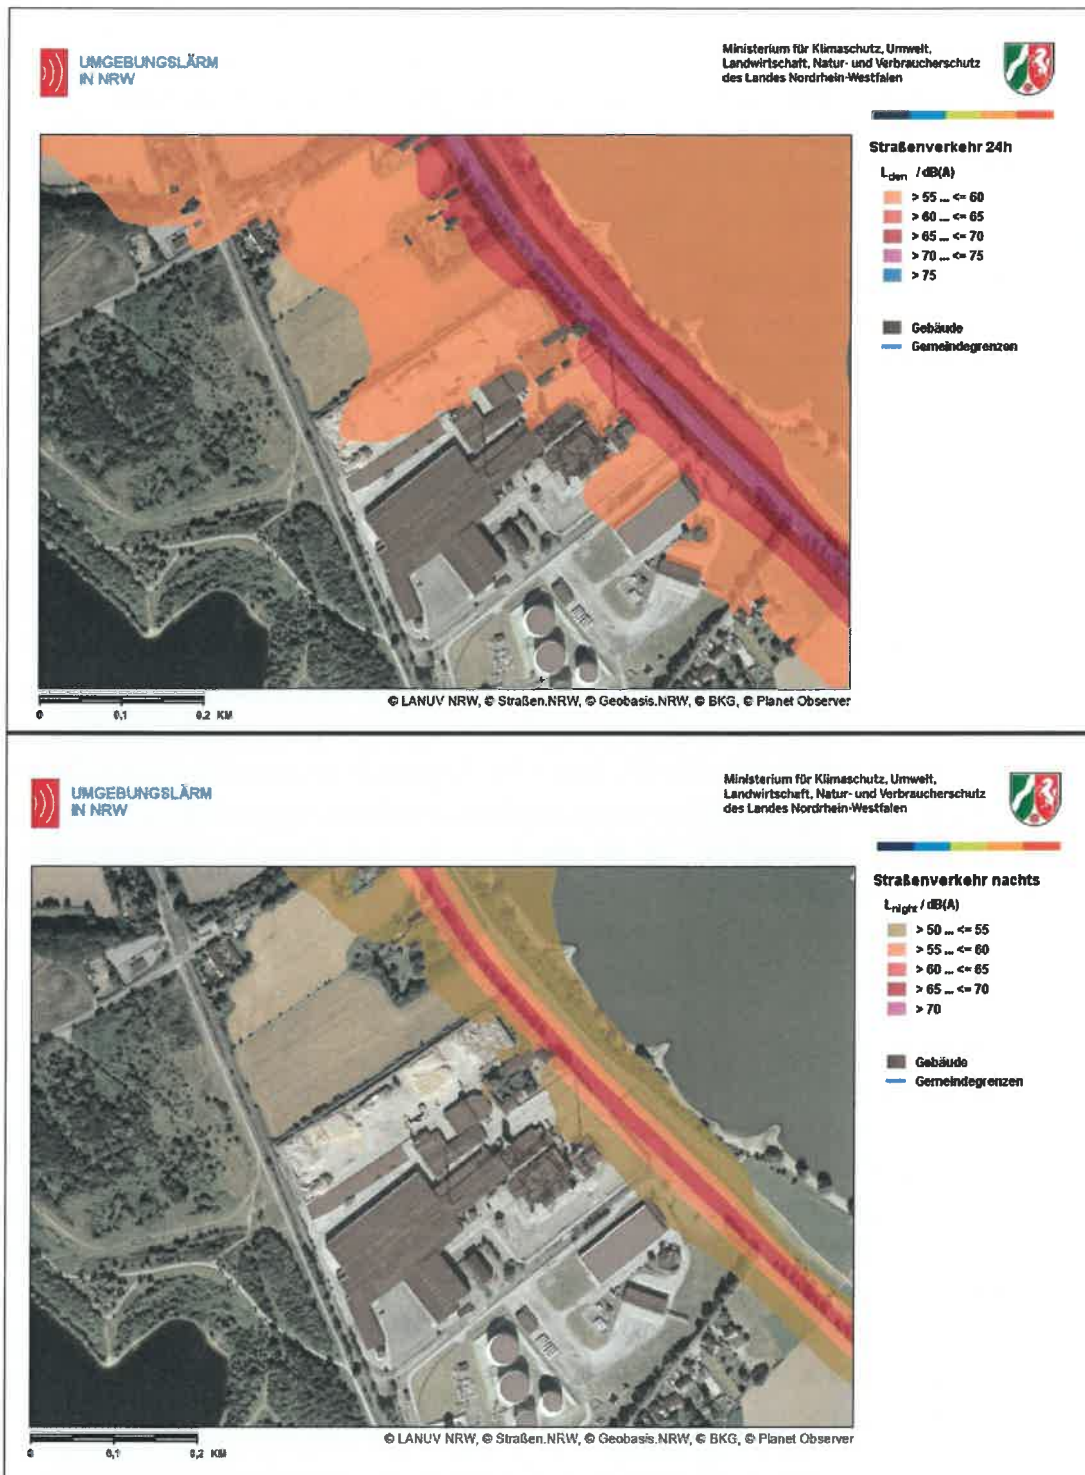 UMGEBUNGSLÄRM
IN NRW
Ministerium für Klimaschutz, Umwelt,
Landwirtschaft, Natur- und Verbraucherschutz
des Landes Nordrhein-Westfalen
Straßenverkehr 24h
Lden / dB(A)
> 55 ... <= 60
> 60 ... <= 65
> 65 ... <= 70
> 70 ... <= 75
> 75
Gebäude
Gemeindegrenzen
0 0,1 0,2 KM
© LANUV NRW, © Straßen.NRW, © Geobasis.NRW, © BKG, © Planet Observer
UMGEBUNGSLÄRM
IN NRW
Ministerium für Klimaschutz, Umwelt,
Landwirtschaft, Natur- und Verbraucherschutz
des Landes Nordrhein-Westfalen
Straßenverkehr nachts
Lnight / dB(A)
> 50 ... <= 55
> 55 ... <= 60
> 60 ... <= 65
> 65 ... <= 70
> 70
Gebäude
Gemeindegrenzen
0 0,1 0,2 KM
© LANUV NRW, © Straßen.NRW, © Geobasis.NRW, © BKG, © Planet Observer